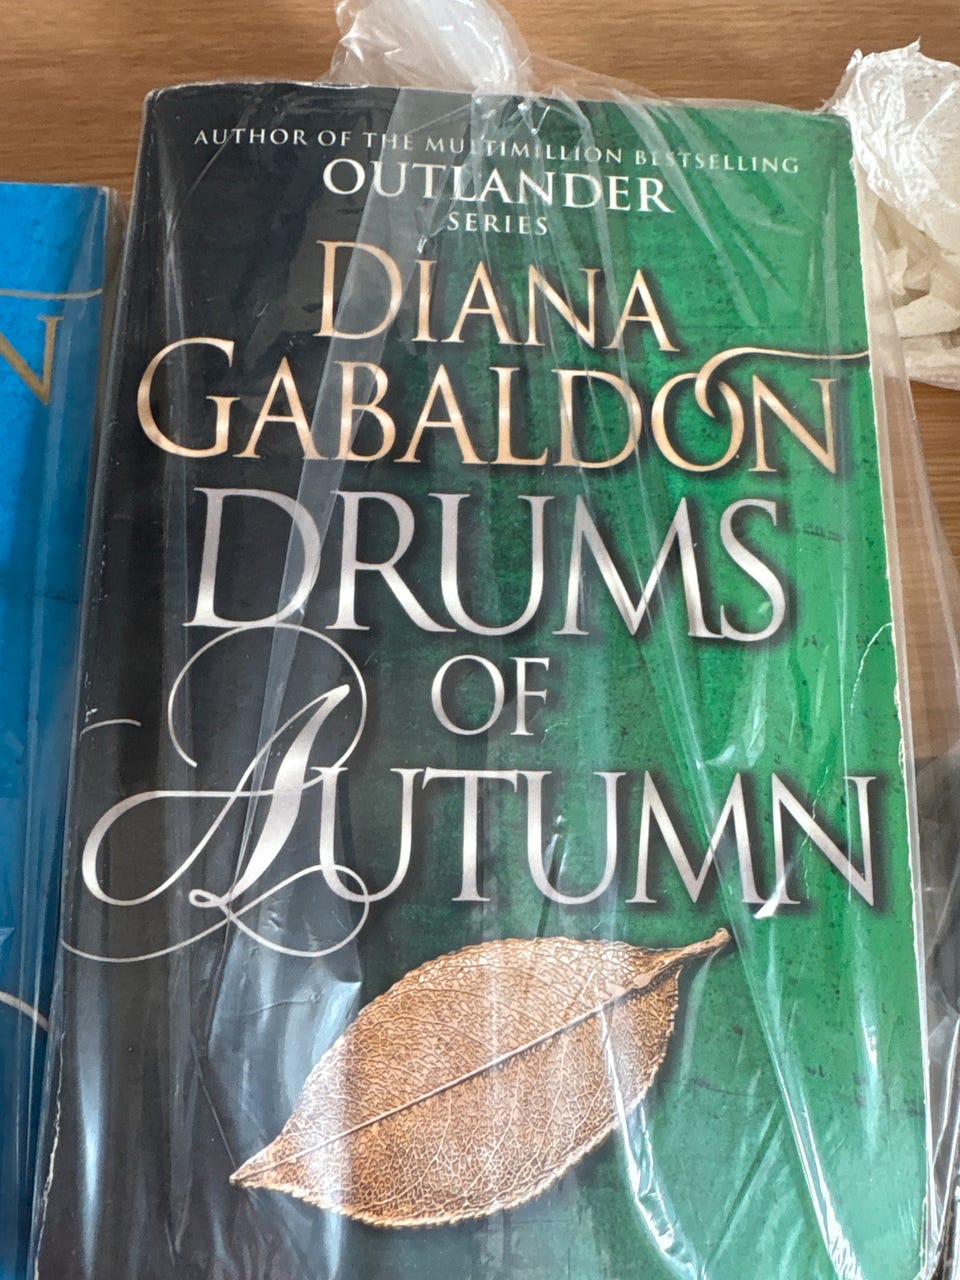 AUTHOR OF THE MULTIMILLION BESTSELLING
OUTLANDER
SERIES
DIANA
GABALDON
DRUMS
OF
AUTUMN
N